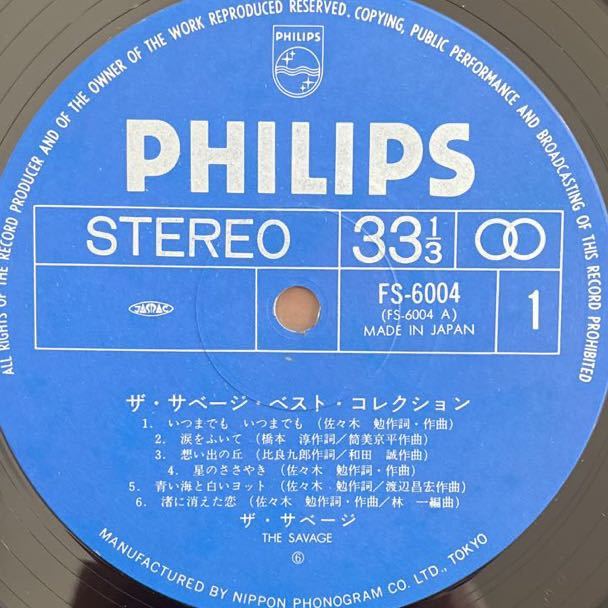 ALL RIGHTS OF THE RECORD PRODUCER AND OF THE OWNER OF THE WORK REPRODUCED RESERVED. COPYING, PUBLIC PERFORMANCE AND BROADCASTING OF THIS RECORD PROHIBITED
PHILIPS
PHILIPS
STEREO 33 1/3
JASRAC
FS-6004
(FS-6004 A)
MADE IN JAPAN
1
ザ・サベージ・ベスト・コレクション
1. いつまでも いつまでも (佐々木 勉作詞・作曲)
2. 涙をふいて (橋本 淳作詞/筒美京平作曲)
3. 想い出の丘 (比良九郎作詞/和田 誠作曲)
4. 星のささやき (佐々木 勉作詞・作曲)
5. 青い海と白いヨット (佐々木 勉作詞/渡辺昌宏作曲)
6. 渚に消えた恋 (佐々木 勉作詞・作曲/林 一編曲)
ザ・サベージ
THE SAVAGE
⑥
MANUFACTURED BY NIPPON PHONOGRAM CO. LTD., TOKYO